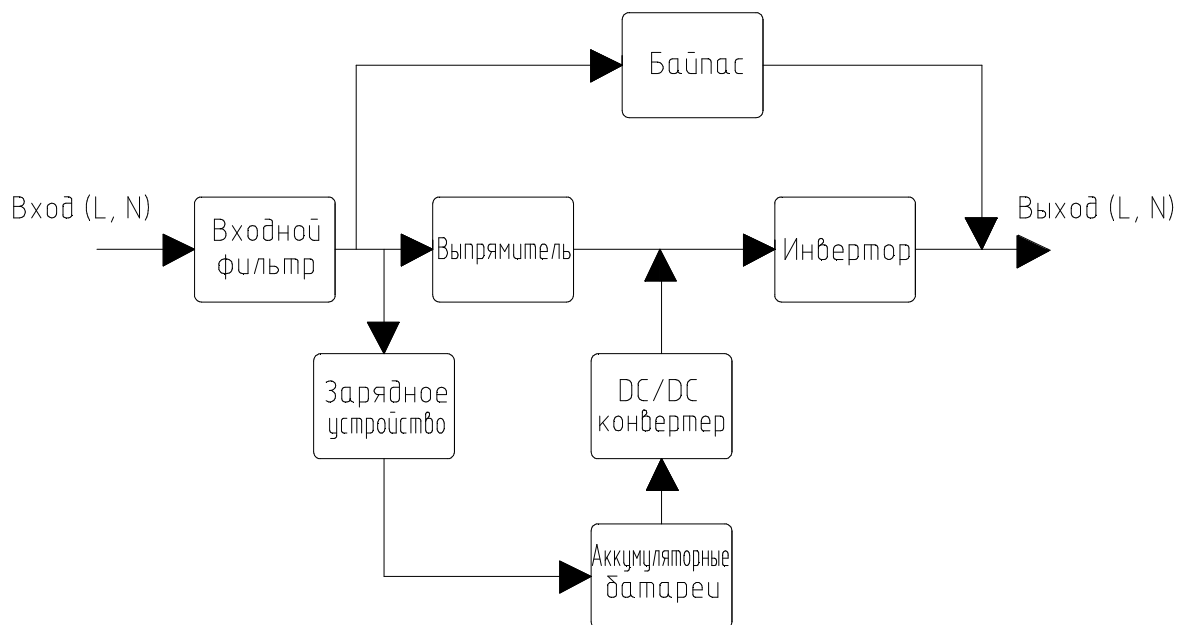 Байпас
Вход (L, N)
Входной
фильтр
Выпрямитель
Инвертор
Выход (L, N)
Зарядное
устройство
DC/DC
конвертер
Аккумуляторные
батареи